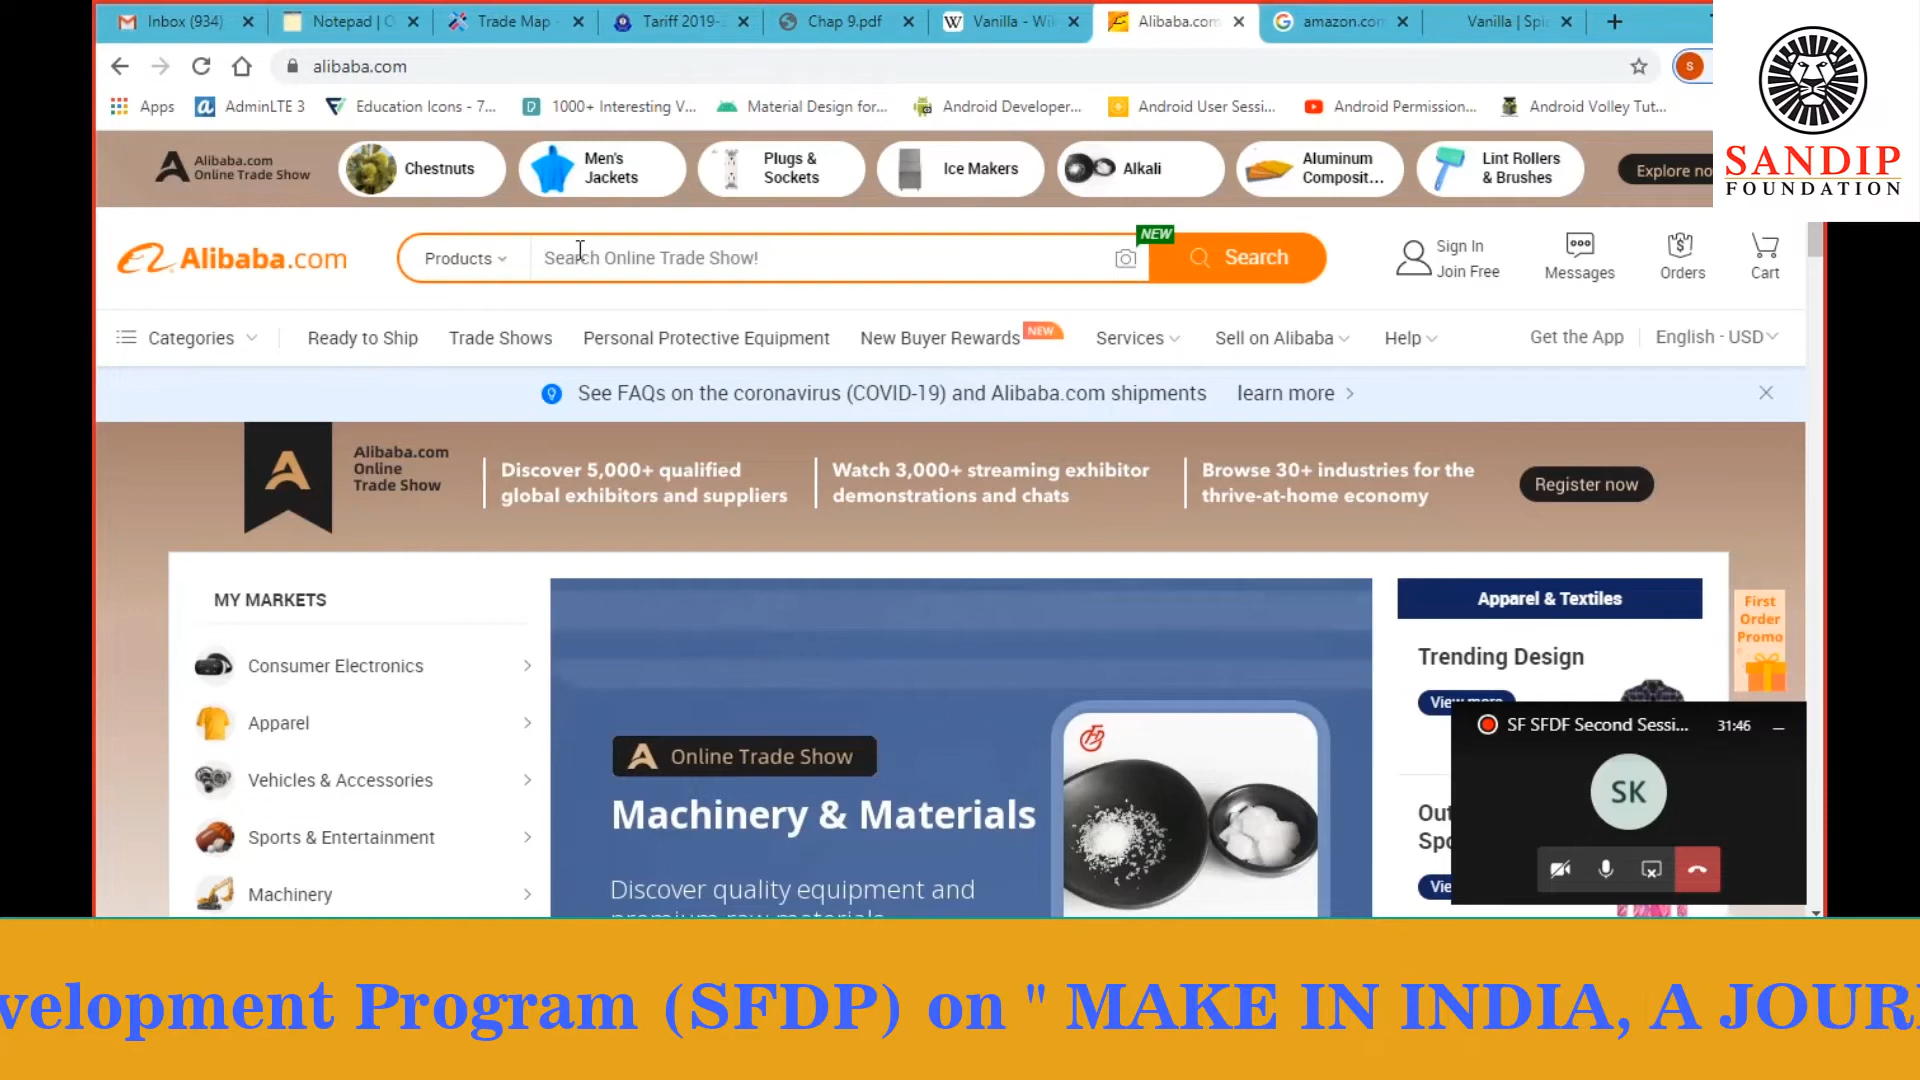 Inbox (934)
Notepad | O
Trade Map -
Tariff 2019-
Chap 9.pdf
Vanilla - Wi
Alibaba.com
amazon.com
Vanilla | Spi
alibaba.com
S
Apps
AdminLTE 3
Education Icons - 7...
1000+ Interesting V...
Material Design for...
Android Developer...
Android User Sessi...
Android Permission...
Android Volley Tut...
SANDIP
FOUNDATION
Alibaba.com
Online Trade Show
Chestnuts
Men's
Jackets
Plugs &
Sockets
Ice Makers
Alkali
Aluminum
Composit...
Lint Rollers
& Brushes
Explore no
Alibaba.com
Products
Search Online Trade Show!
NEW
Search
Sign In
Join Free
Messages
Orders
Cart
Categories
Ready to Ship
Trade Shows
Personal Protective Equipment
New Buyer Rewards
NEW
Services
Sell on Alibaba
Help
Get the App
English - USD
See FAQs on the coronavirus (COVID-19) and Alibaba.com shipments
learn more
Alibaba.com
Online
Trade Show
Discover 5,000+ qualified
global exhibitors and suppliers
Watch 3,000+ streaming exhibitor
demonstrations and chats
Browse 30+ industries for the
thrive-at-home economy
Register now
MY MARKETS
Consumer Electronics
Apparel
Vehicles & Accessories
Sports & Entertainment
Machinery
Online Trade Show
Machinery & Materials
Discover quality equipment and
premium raw materials
Apparel & Textiles
Trending Design
View more
Out
Spo
Vie
First
Order
Promo
SF SFDF Second Sessi...
31:46
SK
velopment Program (SFDP) on " MAKE IN INDIA, A JOUR